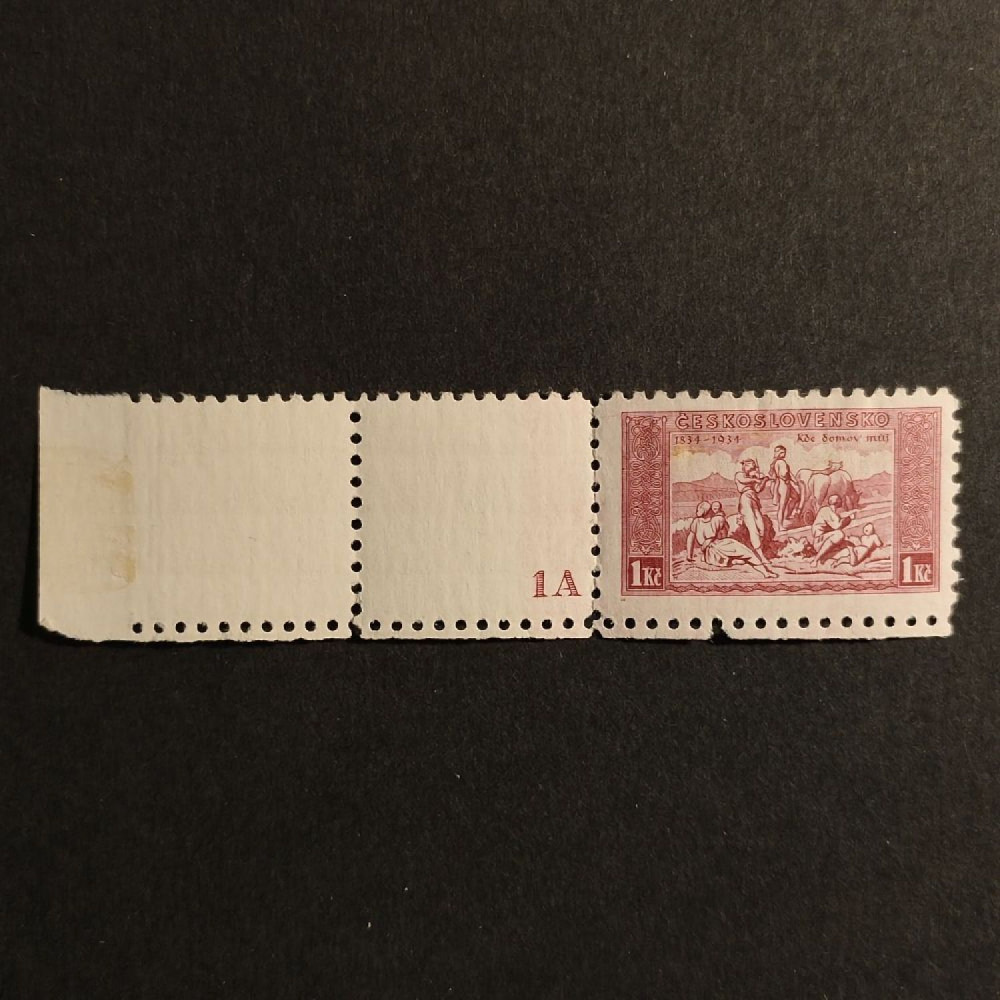 ČESKOSLOVENSKO
1834-1934 Kde domov můj
1Kč 1Kč
1A